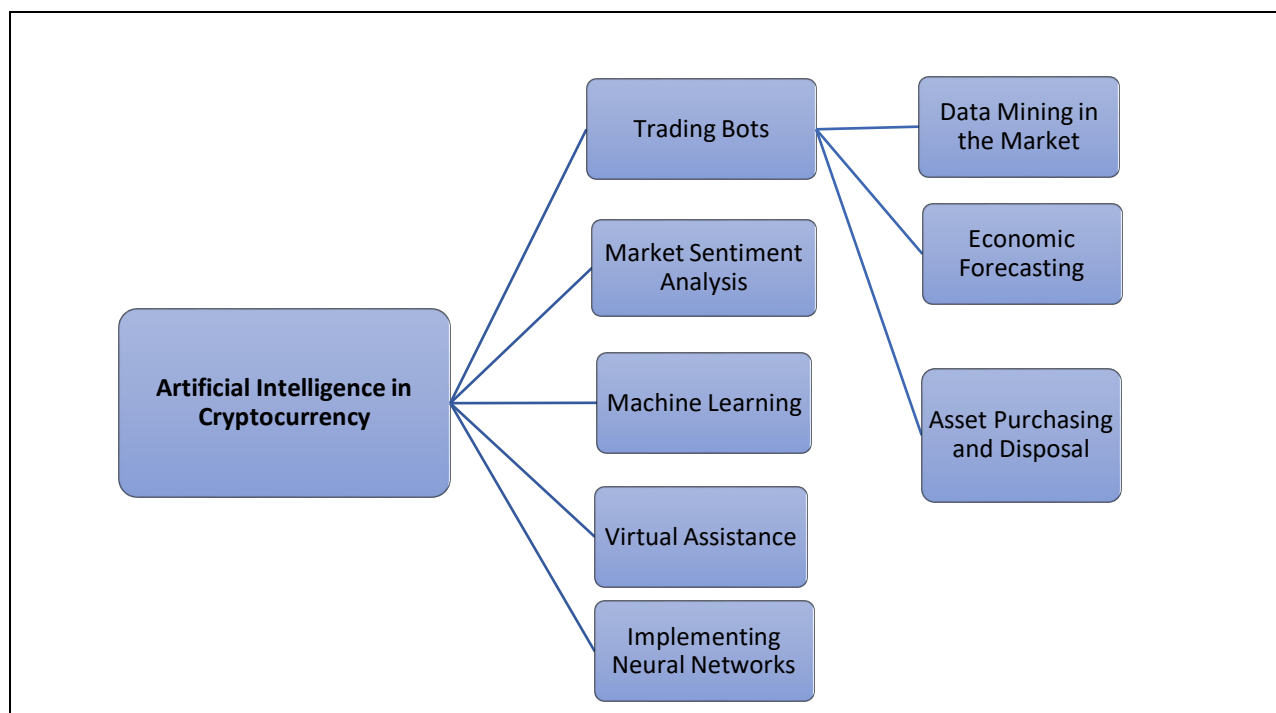 Artificial Intelligence in
Cryptocurrency
Trading Bots
Market Sentiment
Analysis
Machine Learning
Virtual Assistance
Implementing
Neural Networks
Data Mining in
the Market
Economic
Forecasting
Asset Purchasing
and Disposal